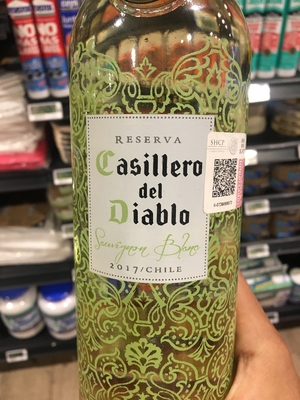 RESERVA
Casillero
del
Diablo
Sauvignon Blanc
2017/CHILE
SHCP